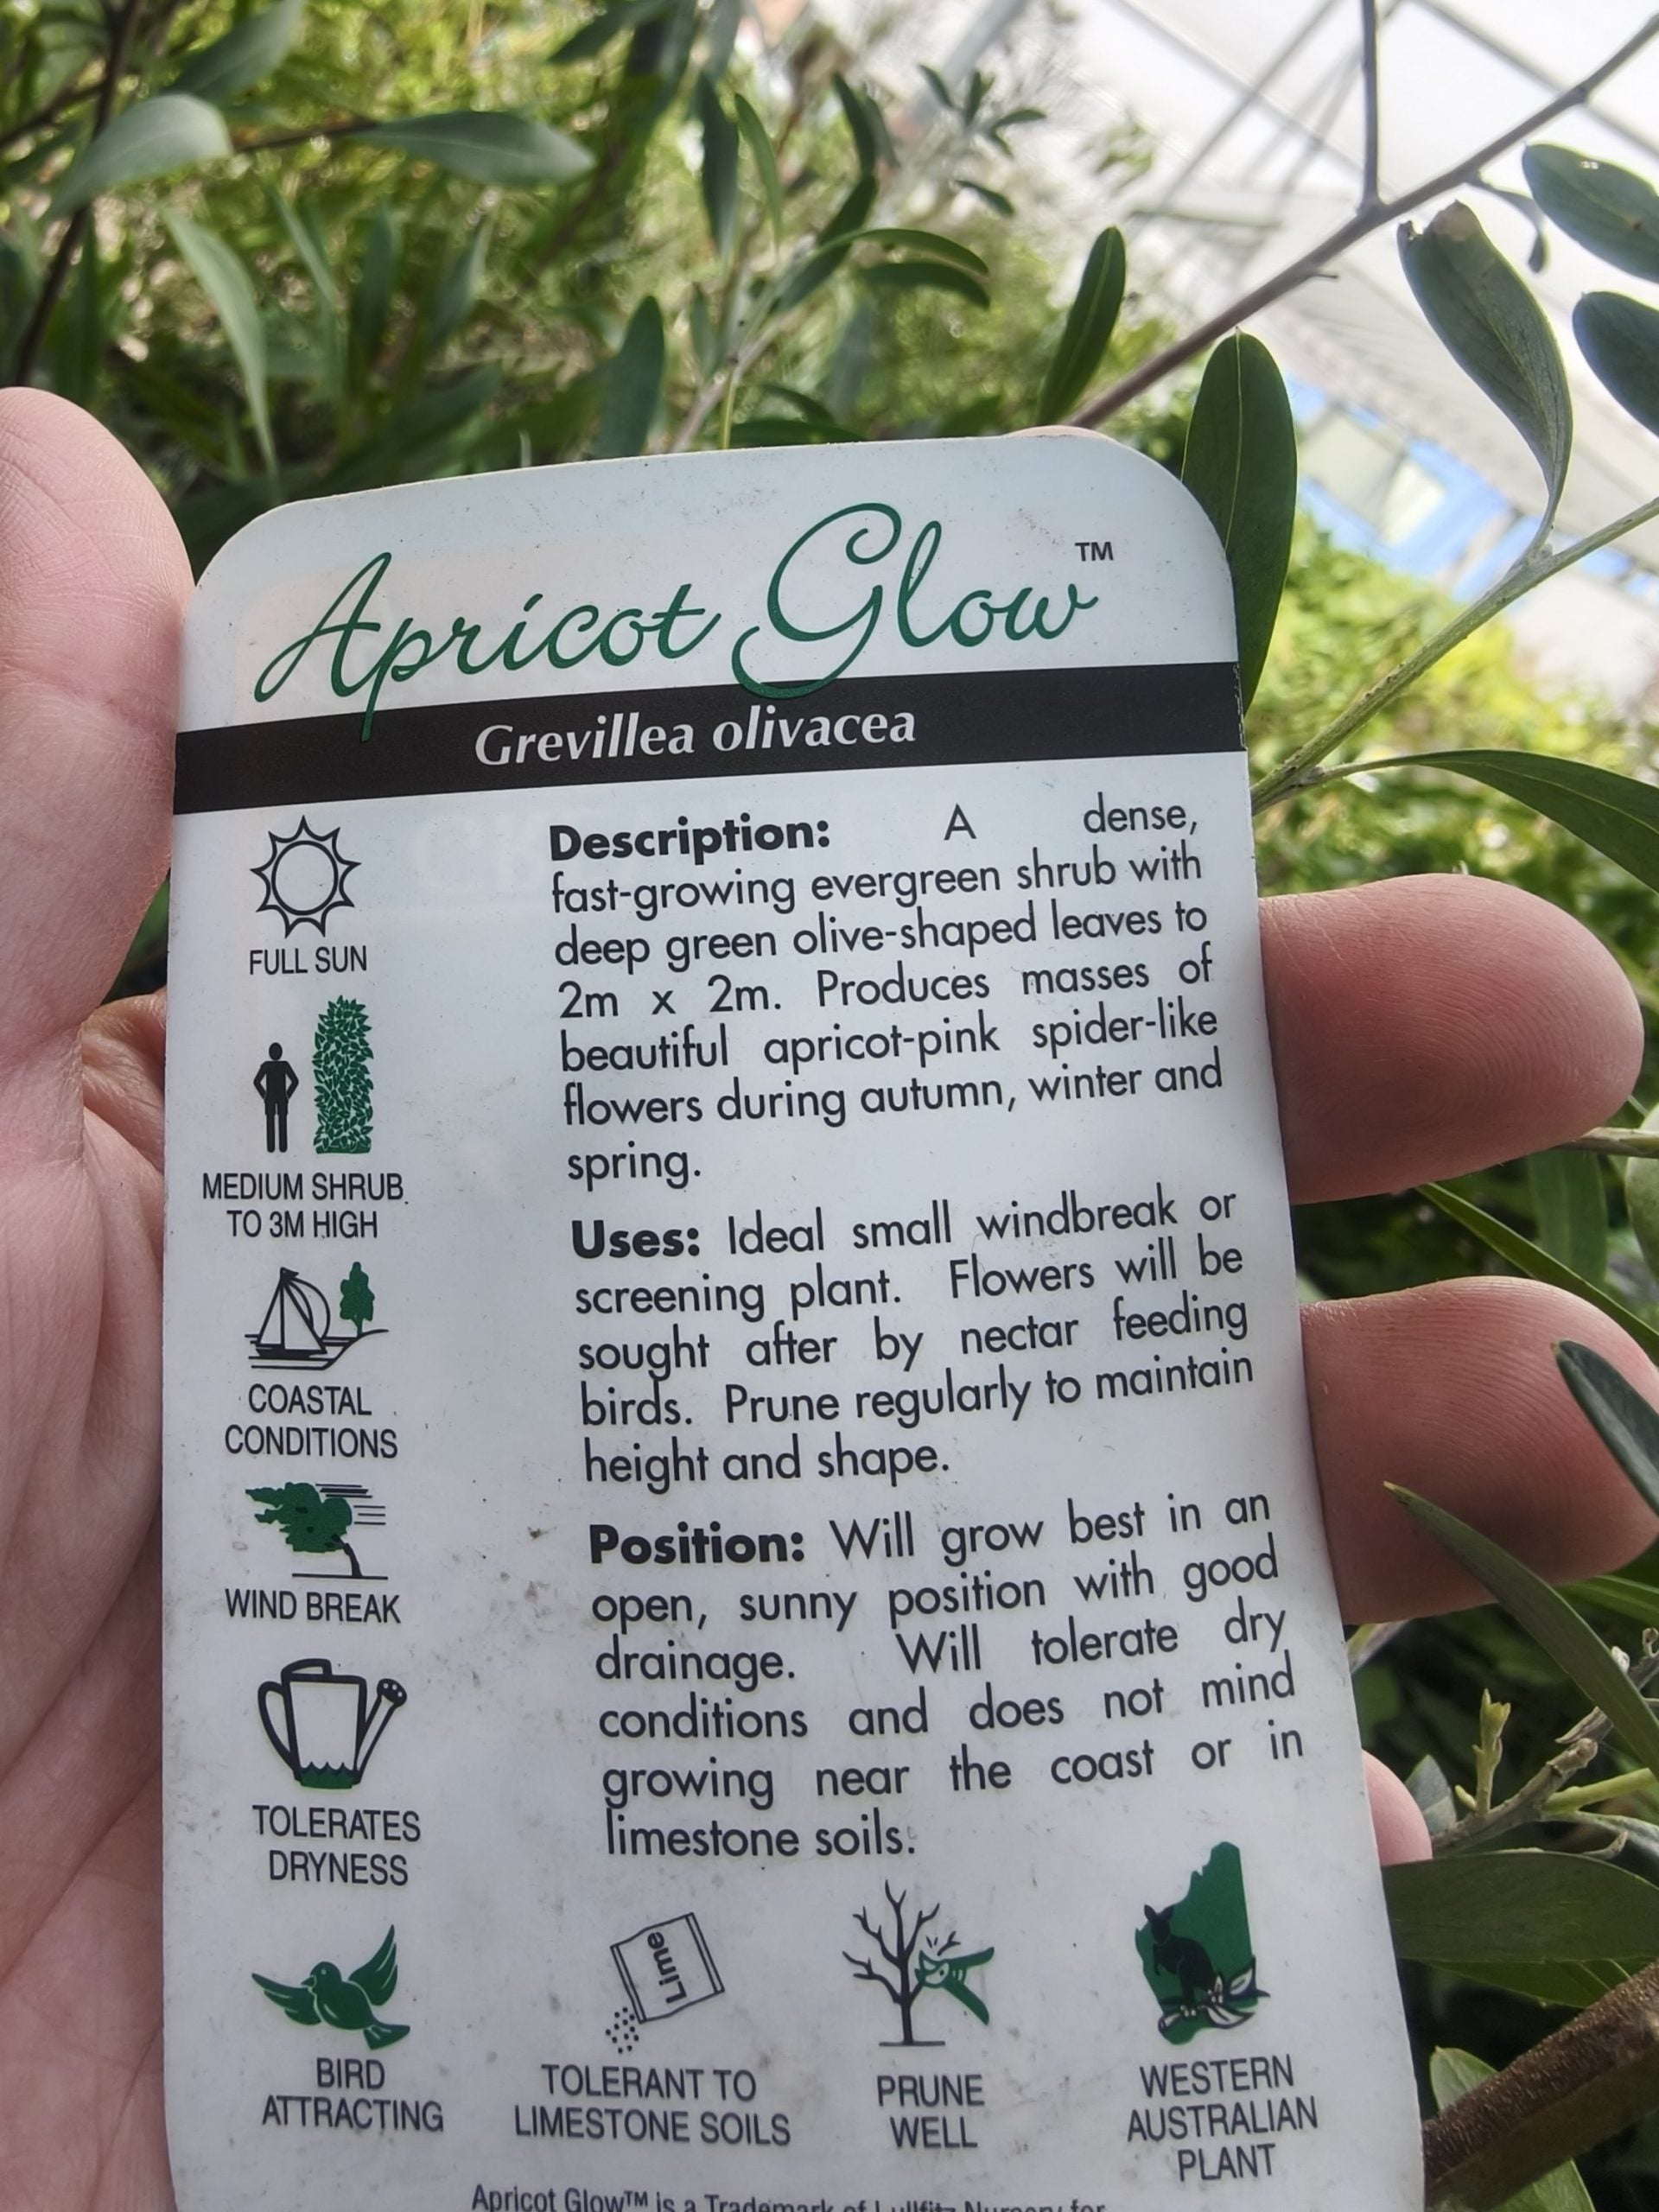 Apricot Glow™
Grevillea olivacea
FULL SUN
MEDIUM SHRUB
TO 3M HIGH
COASTAL
CONDITIONS
WIND BREAK
TOLERATES
DRYNESS
Description: A dense,
fast-growing evergreen shrub with
deep green olive-shaped leaves to
2m x 2m. Produces masses of
beautiful apricot-pink spider-like
flowers during autumn, winter and
spring.
Uses: Ideal small windbreak or
screening plant. Flowers will be
sought after by nectar feeding
birds. Prune regularly to maintain
height and shape.
Position: Will grow best in an
open, sunny position with good
drainage. Will tolerate dry
conditions and does not mind
growing near the coast or in
limestone soils.
Lime
BIRD
ATTRACTING
TOLERANT TO
LIMESTONE SOILS
PRUNE
WELL
WESTERN
AUSTRALIAN
PLANT
Apricot Glow™ is a Trademark of Lullfitz Nursery for